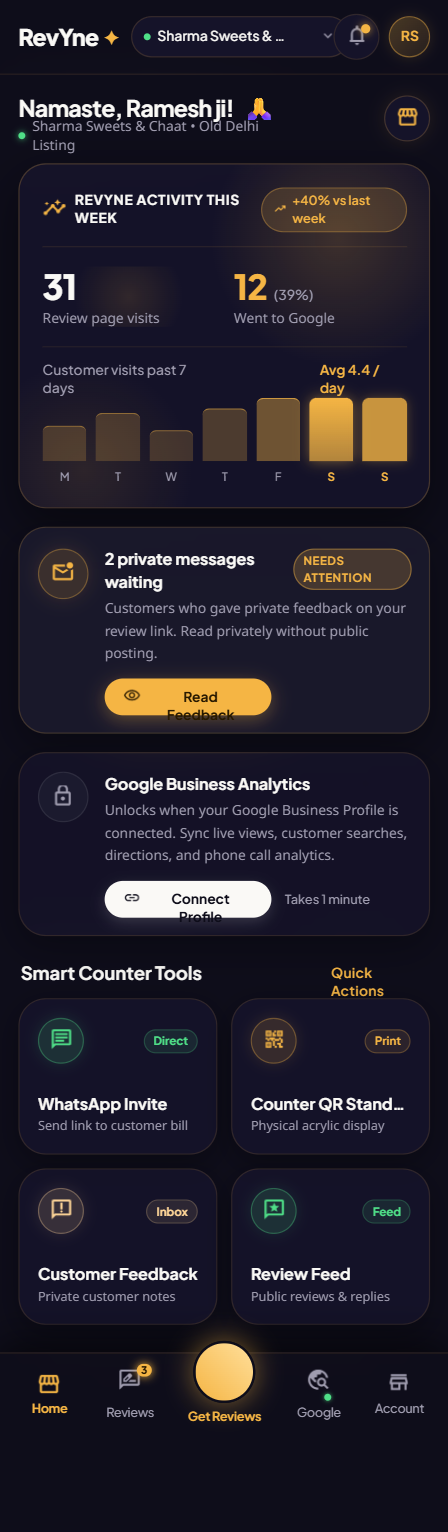 RevYne
Sharma Sweets & ...
RS
Namaste, Ramesh ji! 🙏
Sharma Sweets & Chaat • Old Delhi
Listing
REVYNE ACTIVITY THIS
WEEK
+40% vs last
week
31
12 (39%)
Review page visits
Went to Google
Customer visits past 7
days
Avg 4.4 /
day
M T W T F S S
2 private messages
waiting
NEEDS
ATTENTION
Customers who gave private feedback on your
review link. Read privately without public
posting.
Read
Feedback
Google Business Analytics
Unlocks when your Google Business Profile is
connected. Sync live views, customer searches,
directions, and phone call analytics.
Connect
Profile
Takes 1 minute
Smart Counter Tools
Quick
Actions
Direct
WhatsApp Invite
Send link to customer bill
Print
Counter QR Stand...
Physical acrylic display
Inbox
Customer Feedback
Private customer notes
Feed
Review Feed
Public reviews & replies
Home
3
Reviews
Get Reviews
Google
Account